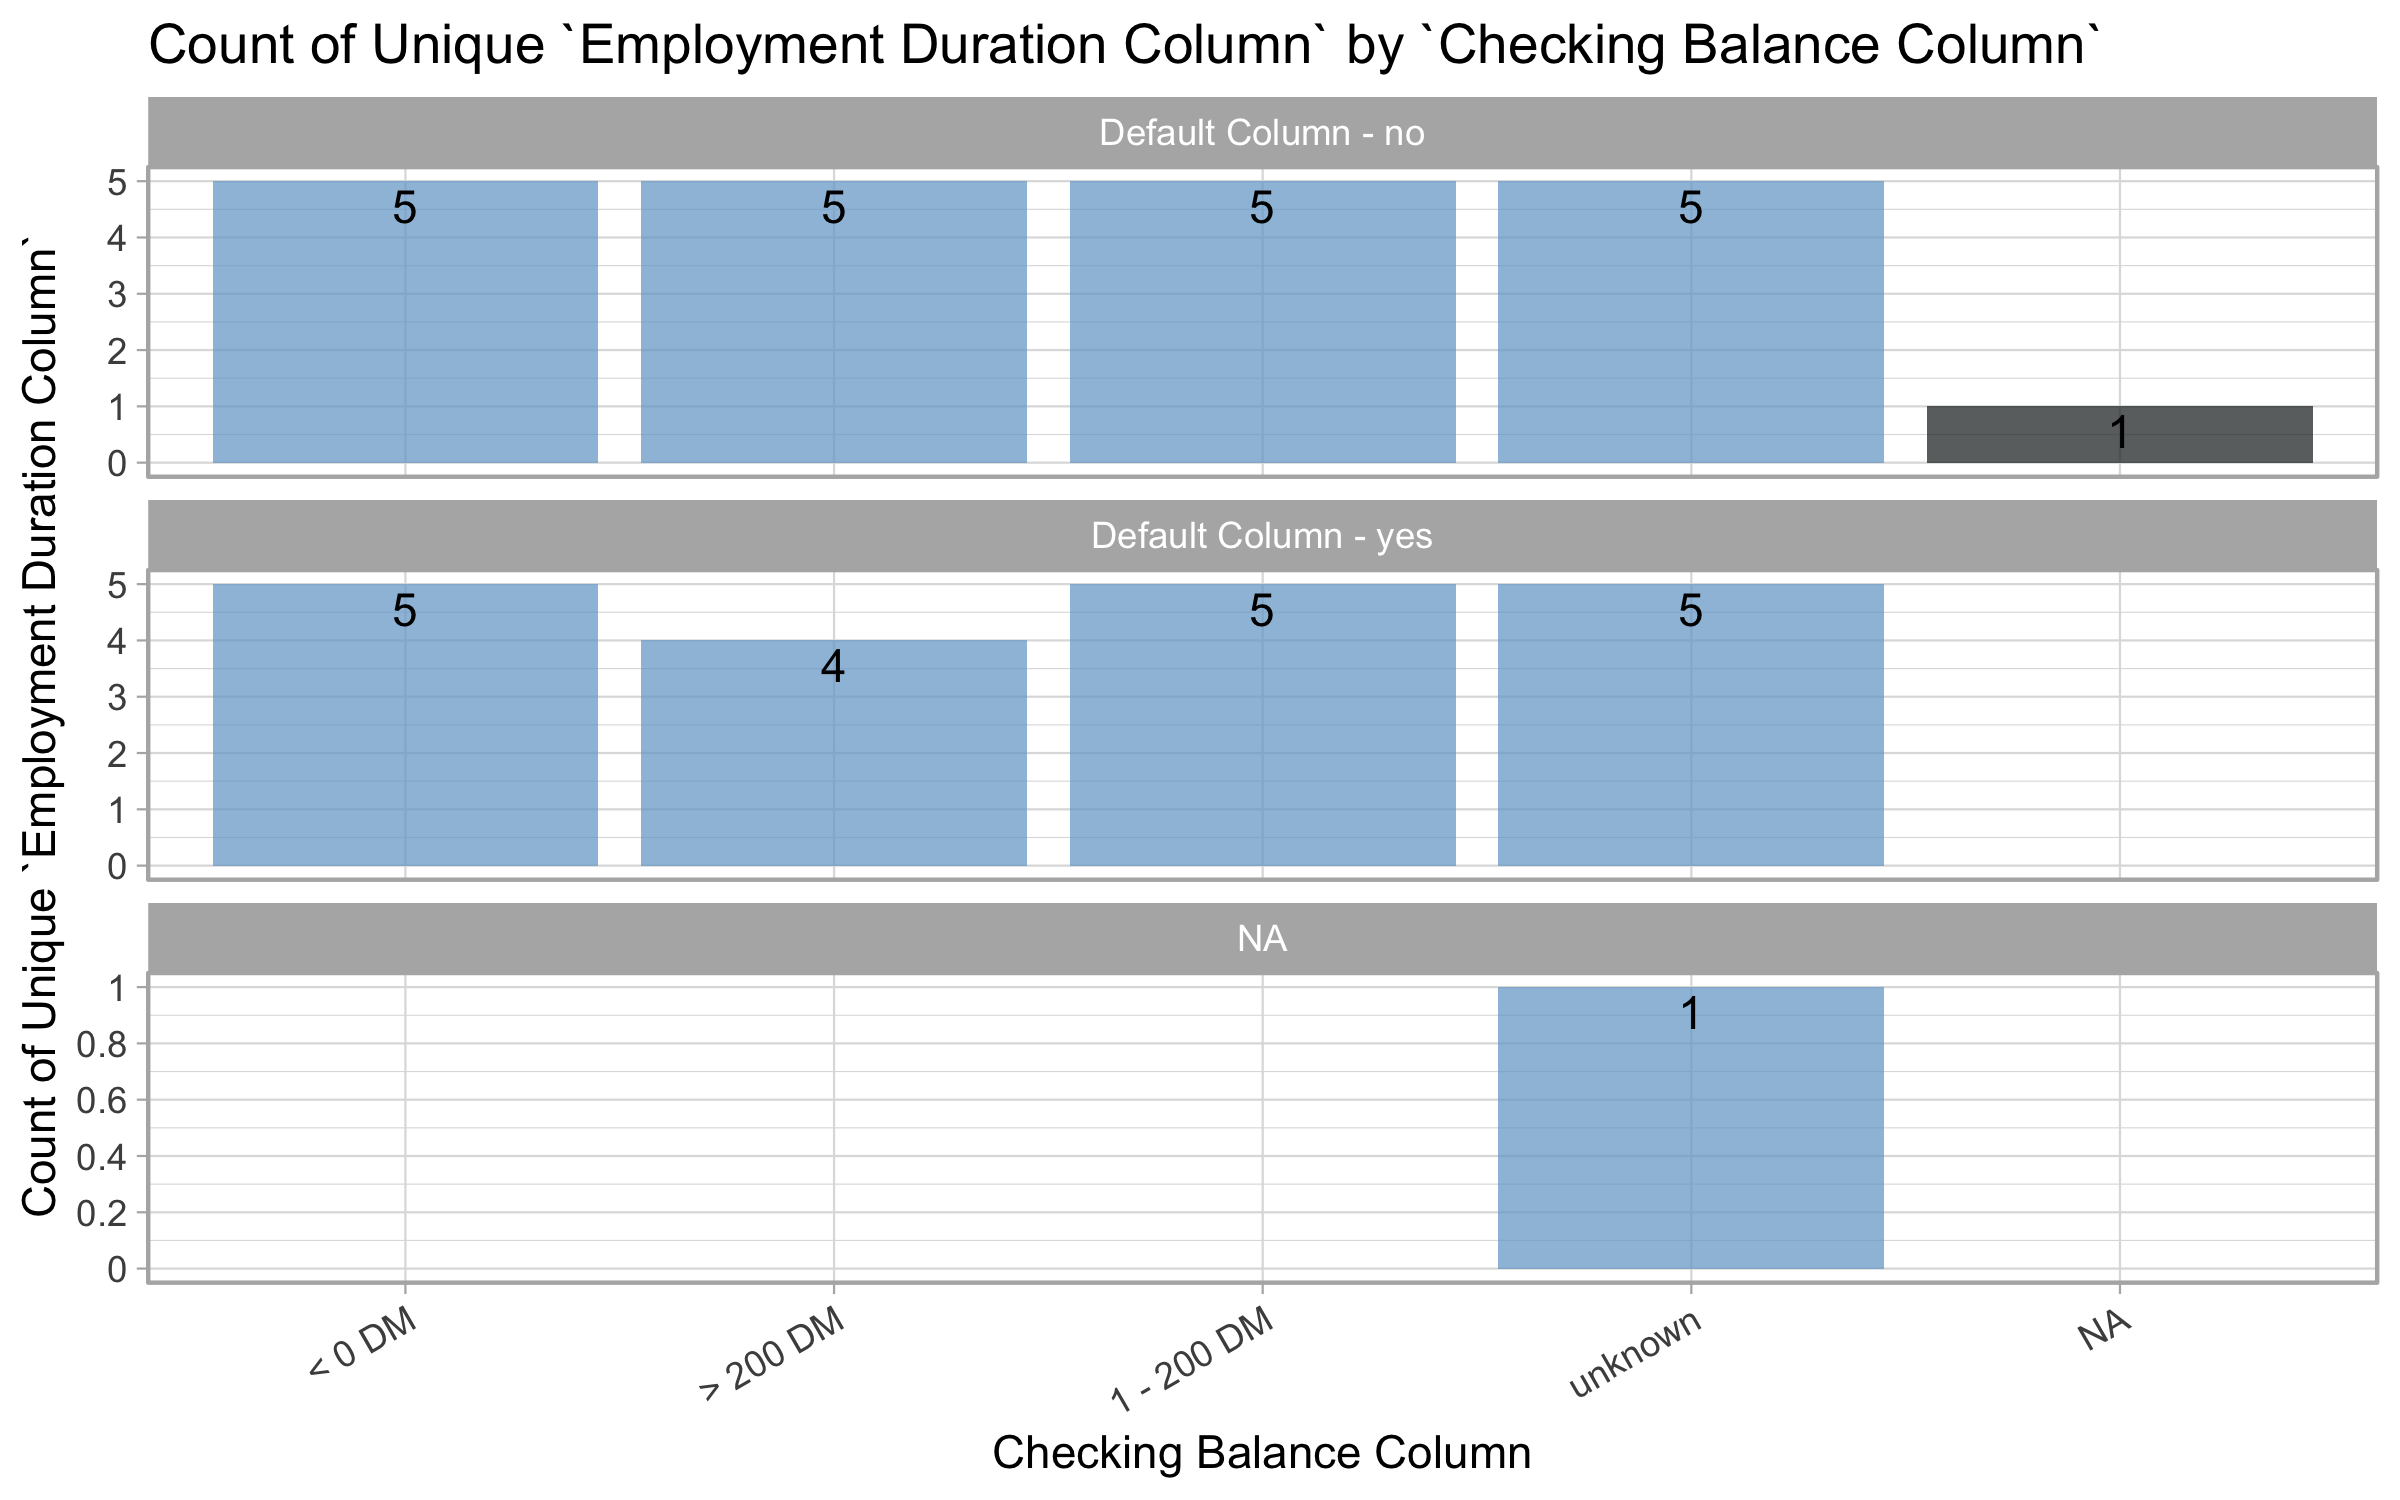 Count of Unique `Employment Duration Column` by `Checking Balance Column`
Count of Unique `Employment Duration Column`
Default Column - no
5
4
3
2
1
0
5
5
5
5
1
Default Column - yes
5
4
3
2
1
0
5
4
5
5
NA
1
0.8
0.6
0.4
0.2
0
1
< 0 DM
> 200 DM
1 - 200 DM
unknown
NA
Checking Balance Column